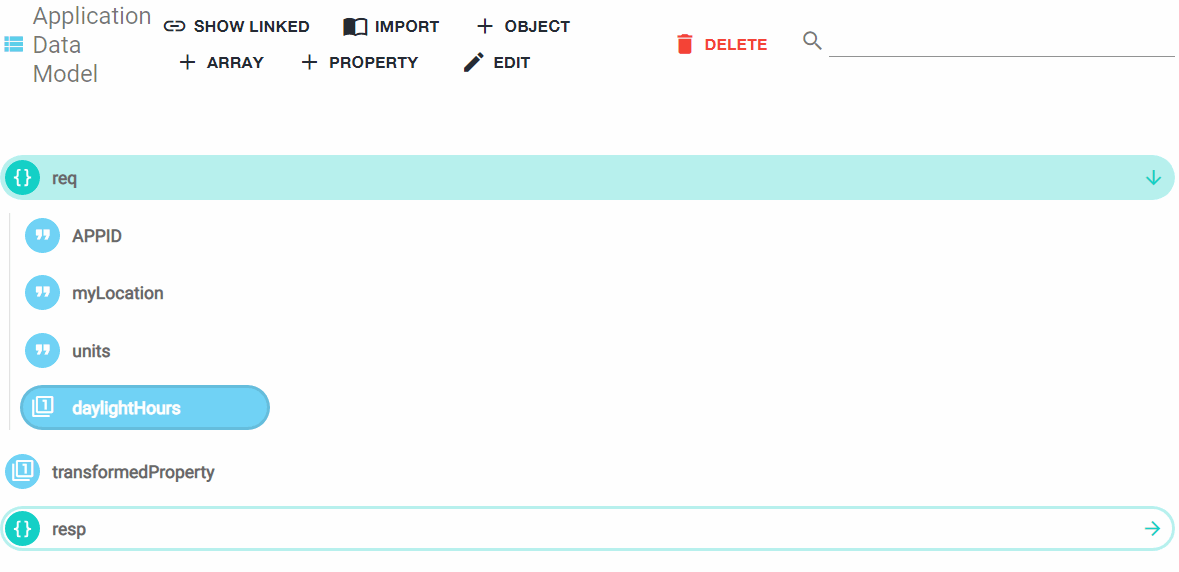 Application
Data
Model
SHOW LINKED
IMPORT
OBJECT
ARRAY
PROPERTY
EDIT
DELETE
req
APPID
myLocation
units
daylightHours
transformedProperty
resp